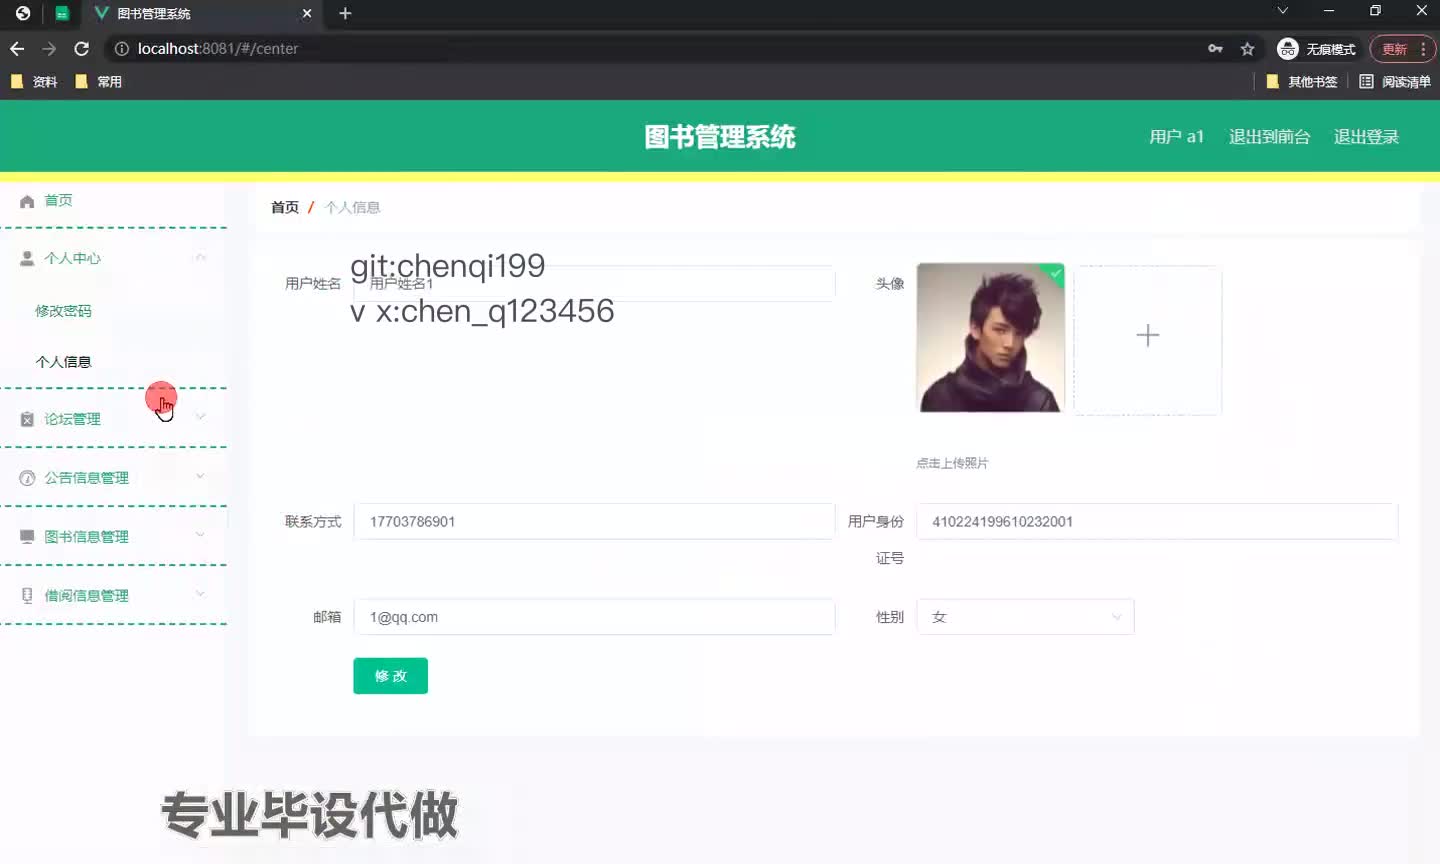 图书管理系统
localhost:8081/#/center
无痕模式
更新
资料
常用
其他书签
阅读清单
图书管理系统
用户 a1
退出到前台
退出登录
首页
个人中心
修改密码
个人信息
论坛管理
公告信息管理
图书信息管理
借阅信息管理
首页 / 个人信息
git:chenqi199
用户姓名
用户姓名1
v x:chen_q123456
头像
点击上传照片
联系方式
17703786901
用户身份
证号
410224199610232001
邮箱
1@qq.com
性别
女
修 改
专业毕设代做